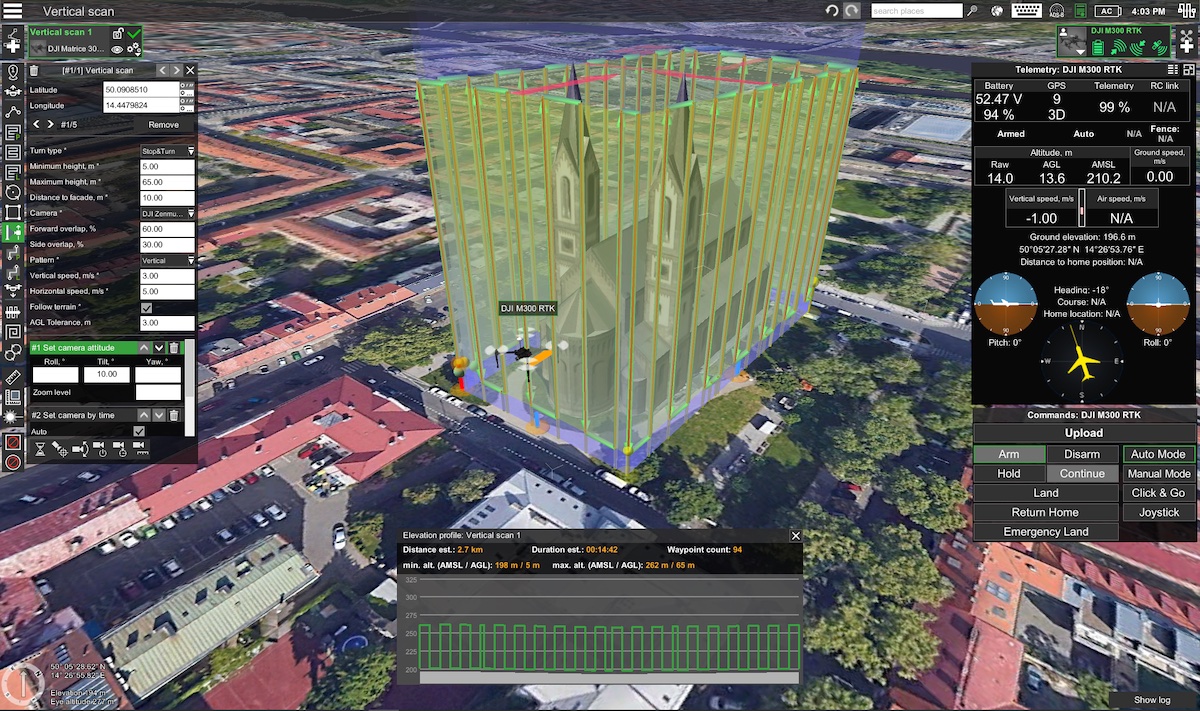 Vertical scan
search places
ADS-B
AC
4:03 PM
Vertical scan 1
DJI Matrice 30...
DJI M300 RTK
[#1/1] Vertical scan
Latitude 50.0908510
Longitude 14.4479824
#1/5 Remove
Turn type * Stop&Turn
Minimum height, m * 5.00
Maximum height, m * 65.00
Distance to facade, m * 10.00
Camera * DJI Zenmu...
Forward overlap, % 60.00
Side overlap, % 30.00
Pattern * Vertical
Vertical speed, m/s * 3.00
Horizontal speed, m/s * 5.00
Follow terrain *
AGL Tolerance, m 3.00
#1 Set camera attitude
Roll, ° Tilt, ° Yaw, °
10.00
Zoom level
#2 Set camera by time
Auto
DJI M300 RTK
Telemetry: DJI M300 RTK
Battery GPS Telemetry RC link
52.47 V 9 99 % N/A
94 % 3D
Armed Auto N/A Fence: N/A
Altitude, m Ground speed, m/s
Raw AGL AMSL
14.0 13.6 210.2 0.00
Vertical speed, m/s Air speed, m/s
-1.00 N/A
Ground elevation: 196.6 m
50°05'27.28" N 14°26'53.76" E
Distance to home position: N/A
Heading: -18°
Course: N/A
Home location: N/A
90 90
90 90
Pitch: 0° Roll: 0°
N
W E
S
Commands: DJI M300 RTK
Upload
Arm Disarm Auto Mode
Hold Continue Manual Mode
Land Click & Go
Return Home Joystick
Emergency Land
Elevation profile: Vertical scan 1
Distance est.: 2.7 km Duration est.: 00:14:42 Waypoint count: 94
min. alt. (AMSL / AGL): 198 m / 5 m max. alt. (AMSL / AGL): 262 m / 65 m
325
300
275
250
225
200
50° 05'28.62" N
14° 26'55.82" E
Elevation 194 m
Eye altitude 277 m
Show log